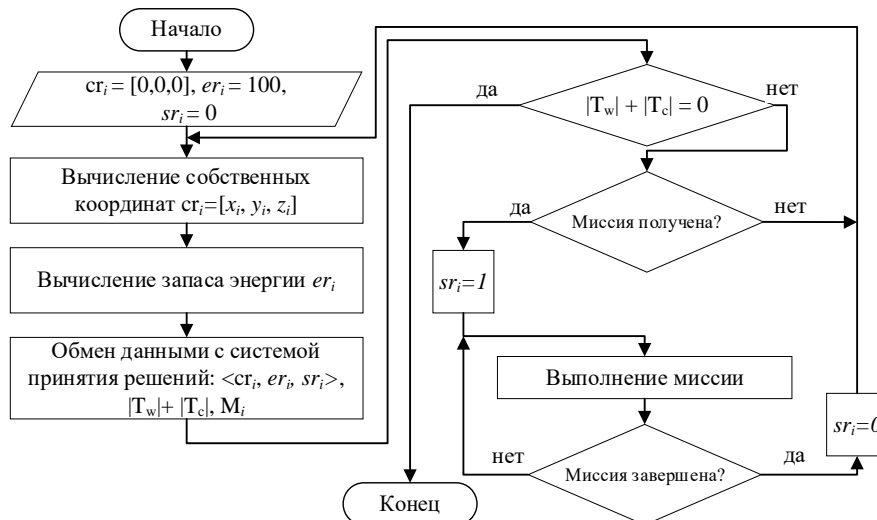 Начало
cr_i = [0,0,0], er_i = 100,
sr_i = 0
Вычисление собственных
координат cr_i=[x_i, y_i, z_i]
Вычисление запаса энергии er_i
Обмен данными с системой
принятия решений: <cr_i, er_i, sr_i>,
|T_w|+ |T_c|, M_i
да
|T_w| + |T_c| = 0
нет
да
Миссия получена?
нет
sr_i=1
Выполнение миссии
sr_i=0
нет
Миссия завершена?
да
Конец